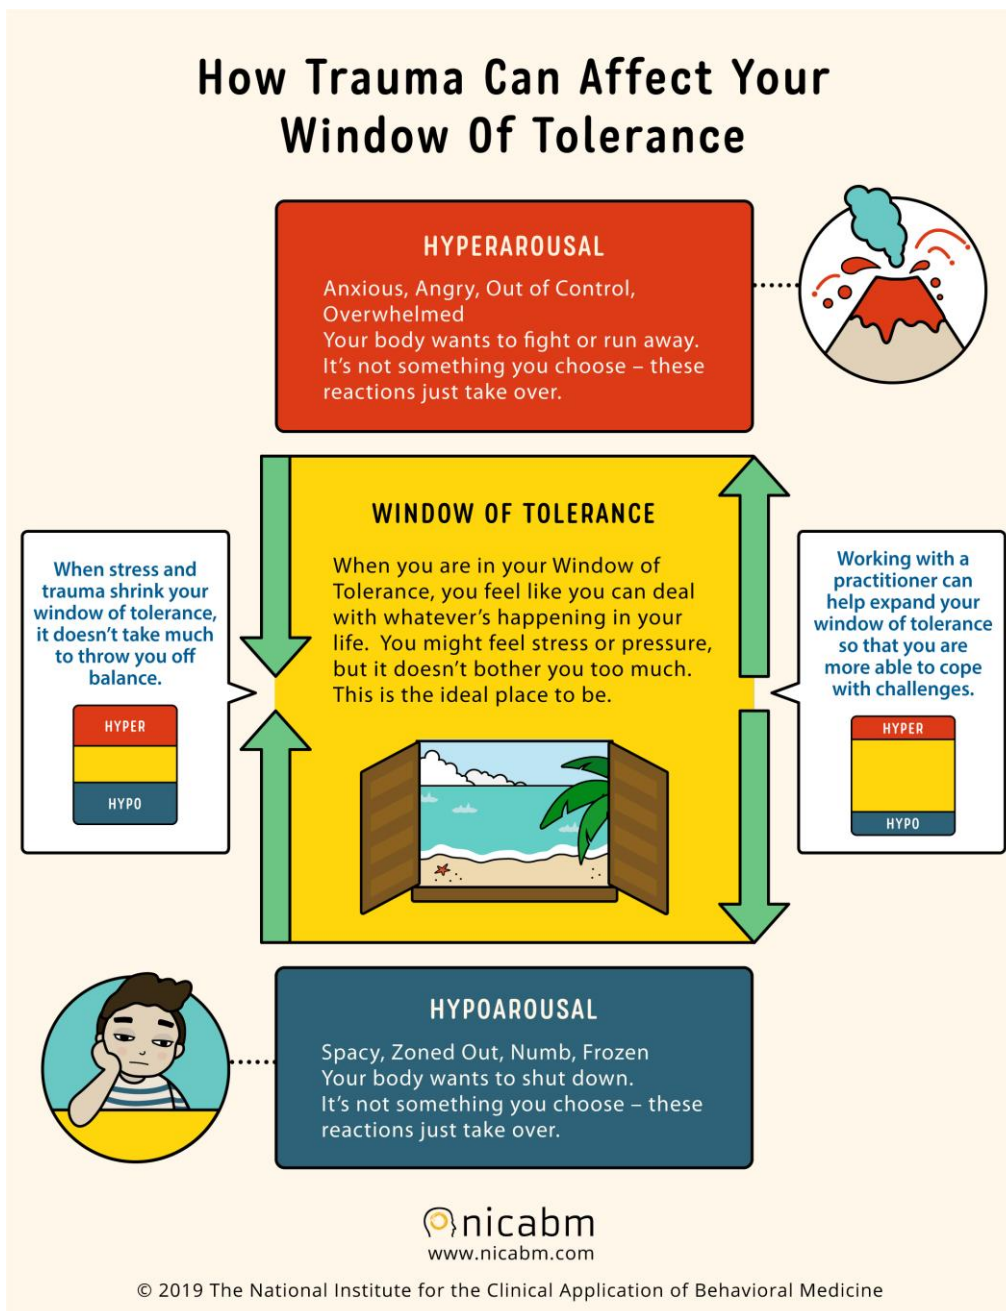 How Trauma Can Affect Your
Window Of Tolerance
HYPERAROUSAL
Anxious, Angry, Out of Control,
Overwhelmed
Your body wants to fight or run away.
It’s not something you choose – these
reactions just take over.
WINDOW OF TOLERANCE
When you are in your Window of
Tolerance, you feel like you can deal
with whatever’s happening in your
life. You might feel stress or pressure,
but it doesn’t bother you too much.
This is the ideal place to be.
When stress and
trauma shrink your
window of tolerance,
it doesn’t take much
to throw you off
balance.
HYPER
HYPO
Working with a
practitioner can
help expand your
window of tolerance
so that you are
more able to cope
with challenges.
HYPER
HYPO
HYPOAROUSAL
Spacy, Zoned Out, Numb, Frozen
Your body wants to shut down.
It’s not something you choose – these
reactions just take over.
nicabm
www.nicabm.com
© 2019 The National Institute for the Clinical Application of Behavioral Medicine